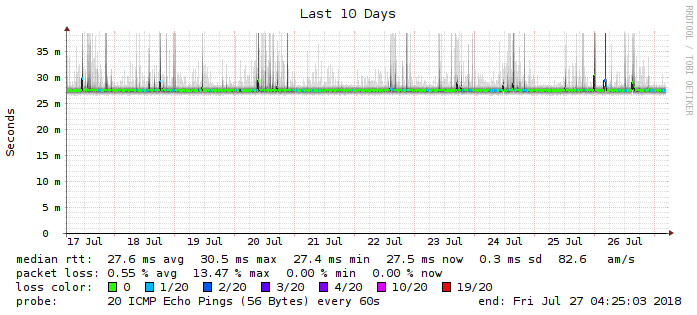 Last 10 Days
RRDTOOL / TOBI OETIKER
Seconds
35 m
30 m
25 m
20 m
15 m
10 m
5 m
0
17 Jul 18 Jul 19 Jul 20 Jul 21 Jul 22 Jul 23 Jul 24 Jul 25 Jul 26 Jul
median rtt: 27.6 ms avg 30.5 ms max 27.4 ms min 27.5 ms now 0.3 ms sd 82.6 am/s
packet loss: 0.55 % avg 13.47 % max 0.00 % min 0.00 % now
loss color: 0 1/20 2/20 3/20 4/20 10/20 19/20
probe: 20 ICMP Echo Pings (56 Bytes) every 60s end: Fri Jul 27 04:25:03 2018